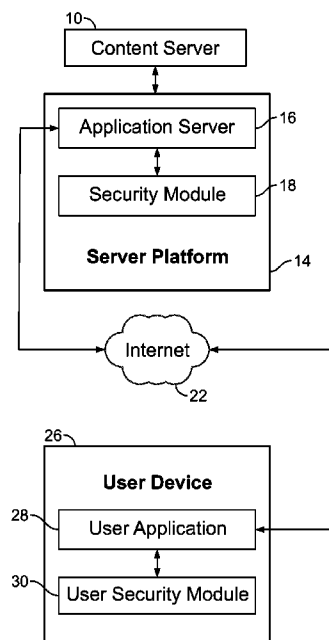 10
Content Server
Application Server
16
Security Module
18
Server Platform
14
Internet
22
26
User Device
28
User Application
30
User Security Module